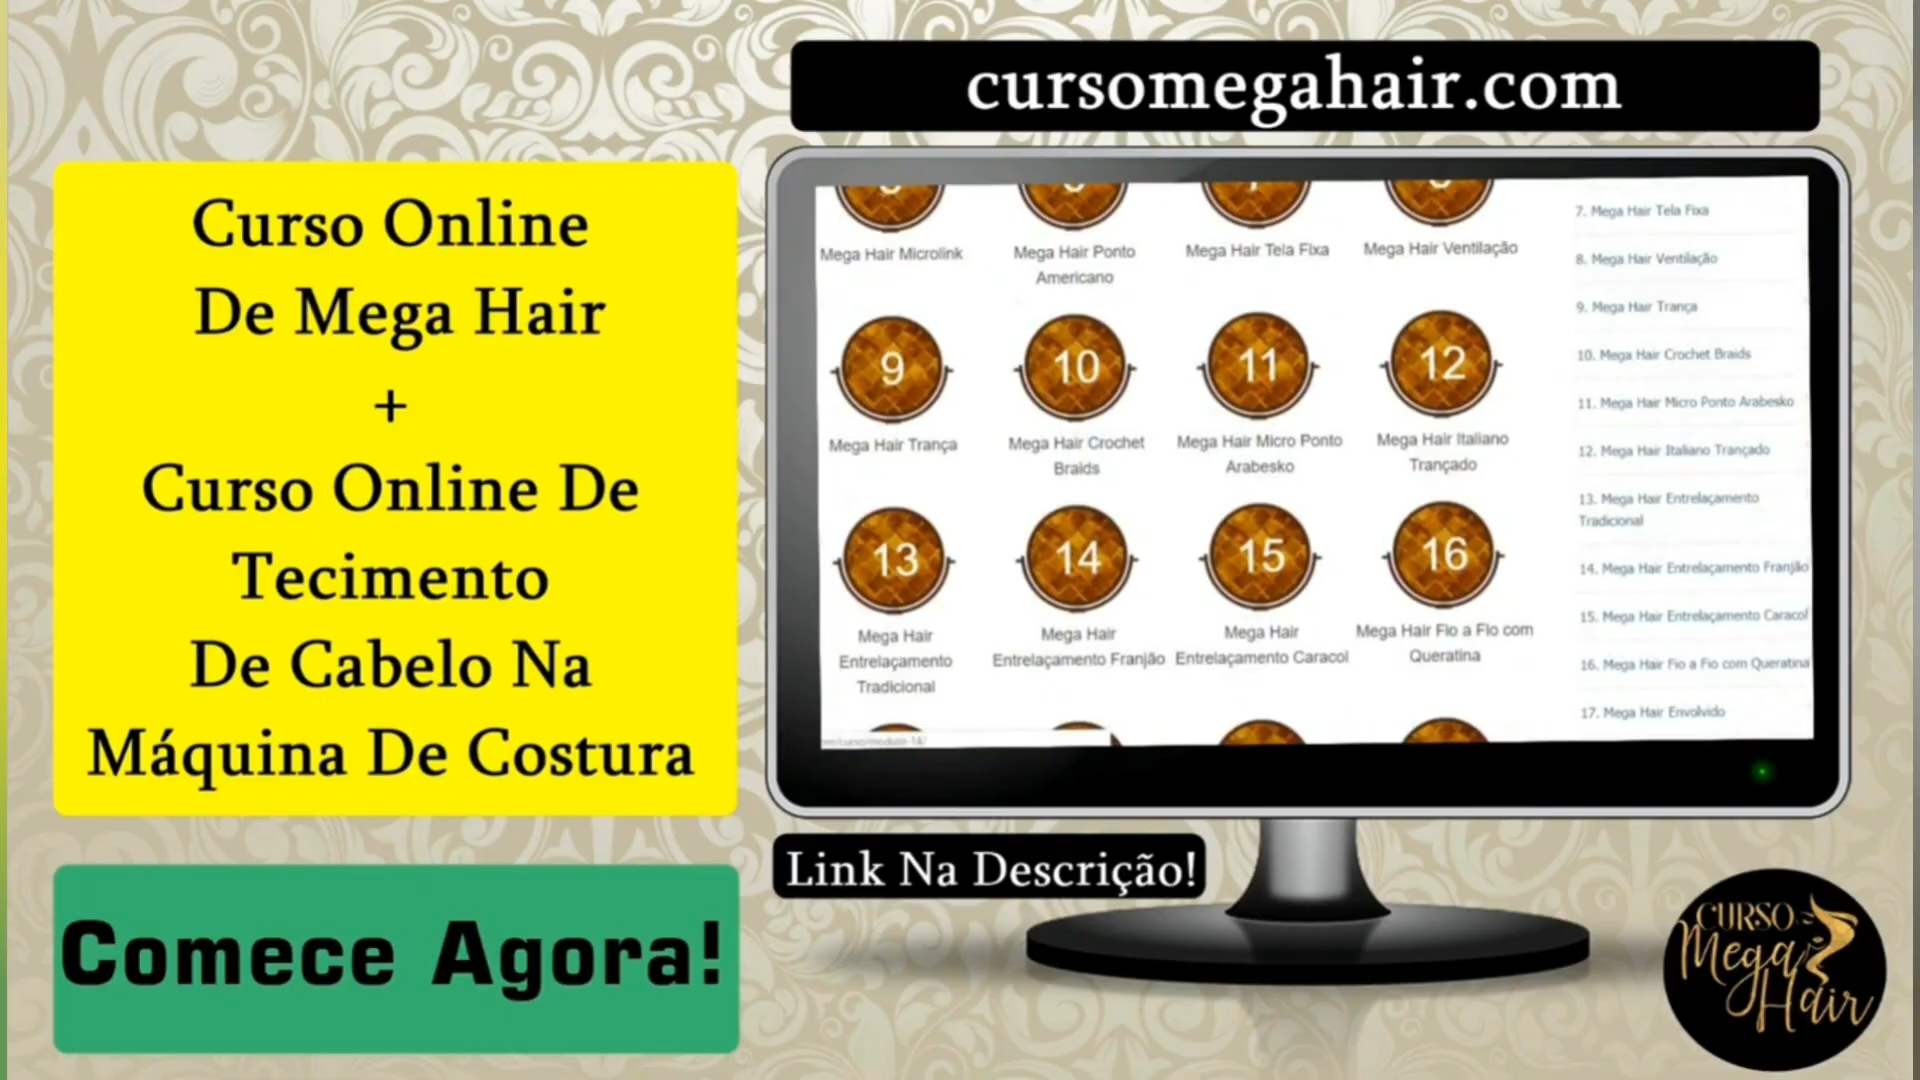 cursomegahair.com
Curso Online
De Mega Hair
+
Curso Online De
Tecimento
De Cabelo Na
Máquina De Costura
Comece Agora!
Mega Hair Microlink
Mega Hair Ponto
Americano
Mega Hair Tela Fixa
Mega Hair Ventilação
9
10
11
12
Mega Hair Trança
Mega Hair Crochet
Braids
Mega Hair Micro Ponto
Arabesko
Mega Hair Italiano
Trançado
13
14
15
16
Mega Hair
Entrelaçamento
Tradicional
Mega Hair
Entrelaçamento Franjão
Mega Hair
Entrelaçamento Caracol
Mega Hair Fio a Fio com
Queratina
7. Mega Hair Tela Fixa
8. Mega Hair Ventilação
9. Mega Hair Trança
10. Mega Hair Crochet Braids
11. Mega Hair Micro Ponto Arabesko
12. Mega Hair Italiano Trançado
13. Mega Hair Entrelaçamento
Tradicional
14. Mega Hair Entrelaçamento Franjão
15. Mega Hair Entrelaçamento Caracol
16. Mega Hair Fio a Fio com Queratina
17. Mega Hair Envolvido
Link Na Descrição!
CURSO
Mega
Hair